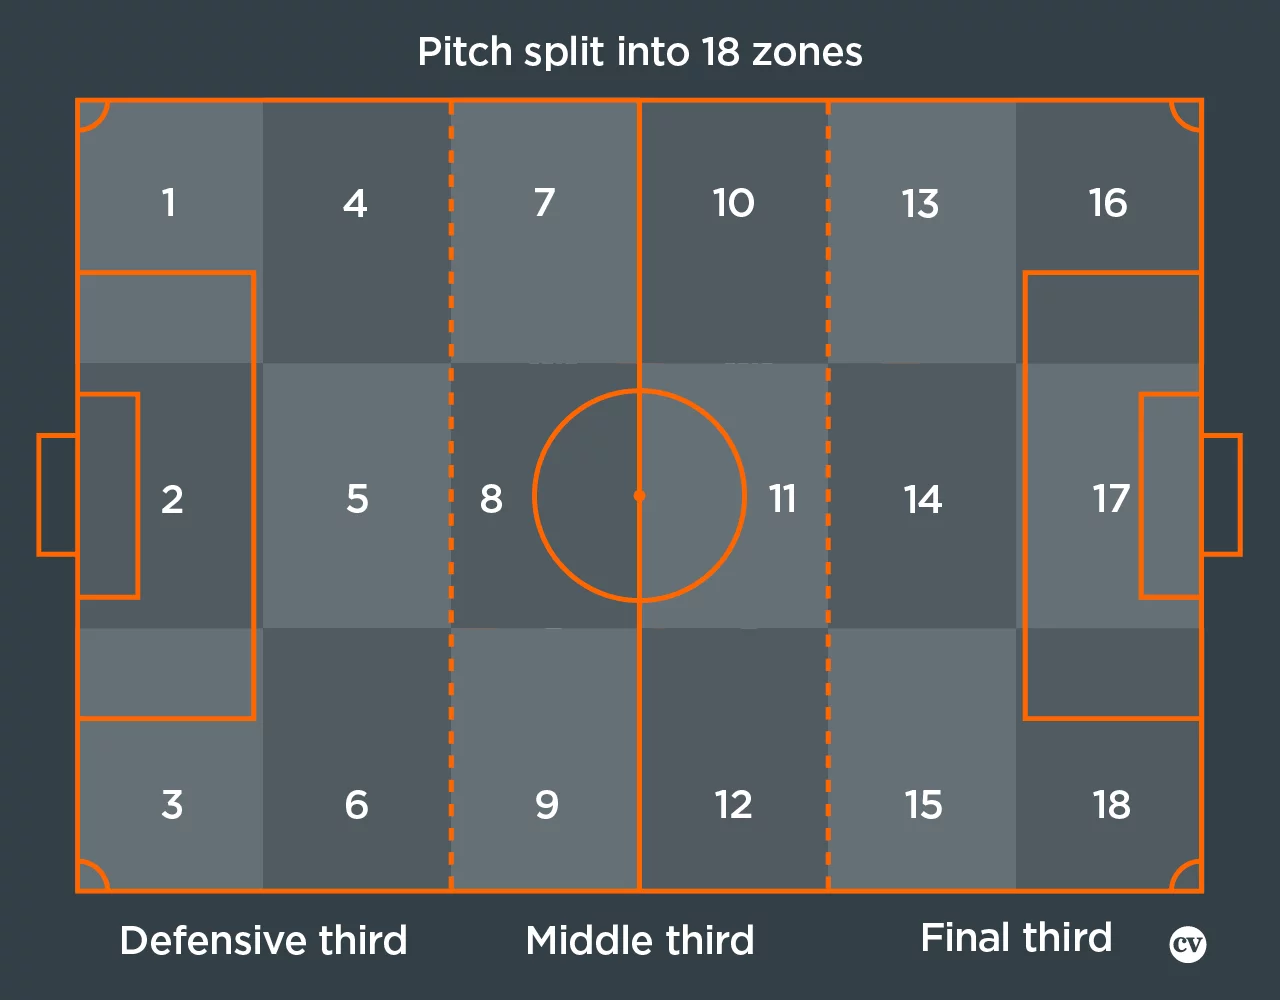 Pitch split into 18 zones
1 4 7 10 13 16
2 5 8 11 14 17
3 6 9 12 15 18
Defensive third Middle third Final third cv